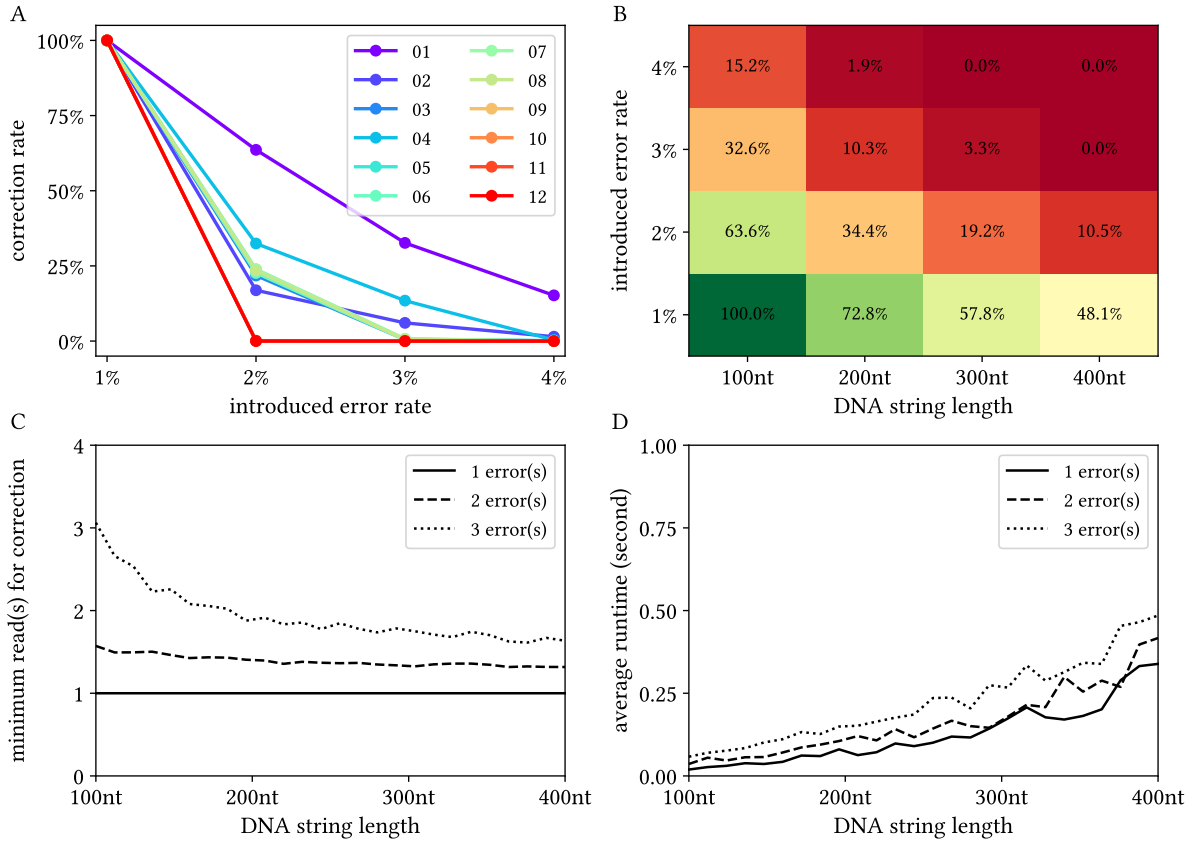 A
correction rate
100%
75%
50%
25%
0%
01
02
03
04
05
06
07
08
09
10
11
12
1% 2% 3% 4%
introduced error rate
B
introduced error rate
4%
3%
2%
1%
15.2% 1.9% 0.0% 0.0%
32.6% 10.3% 3.3% 0.0%
63.6% 34.4% 19.2% 10.5%
100.0% 72.8% 57.8% 48.1%
100nt 200nt 300nt 400nt
DNA string length
C
minimum read(s) for correction
4
3
2
1
0
1 error(s)
2 error(s)
3 error(s)
100nt 200nt 300nt 400nt
DNA string length
D
average runtime (second)
1.00
0.75
0.50
0.25
0.00
1 error(s)
2 error(s)
3 error(s)
100nt 200nt 300nt 400nt
DNA string length